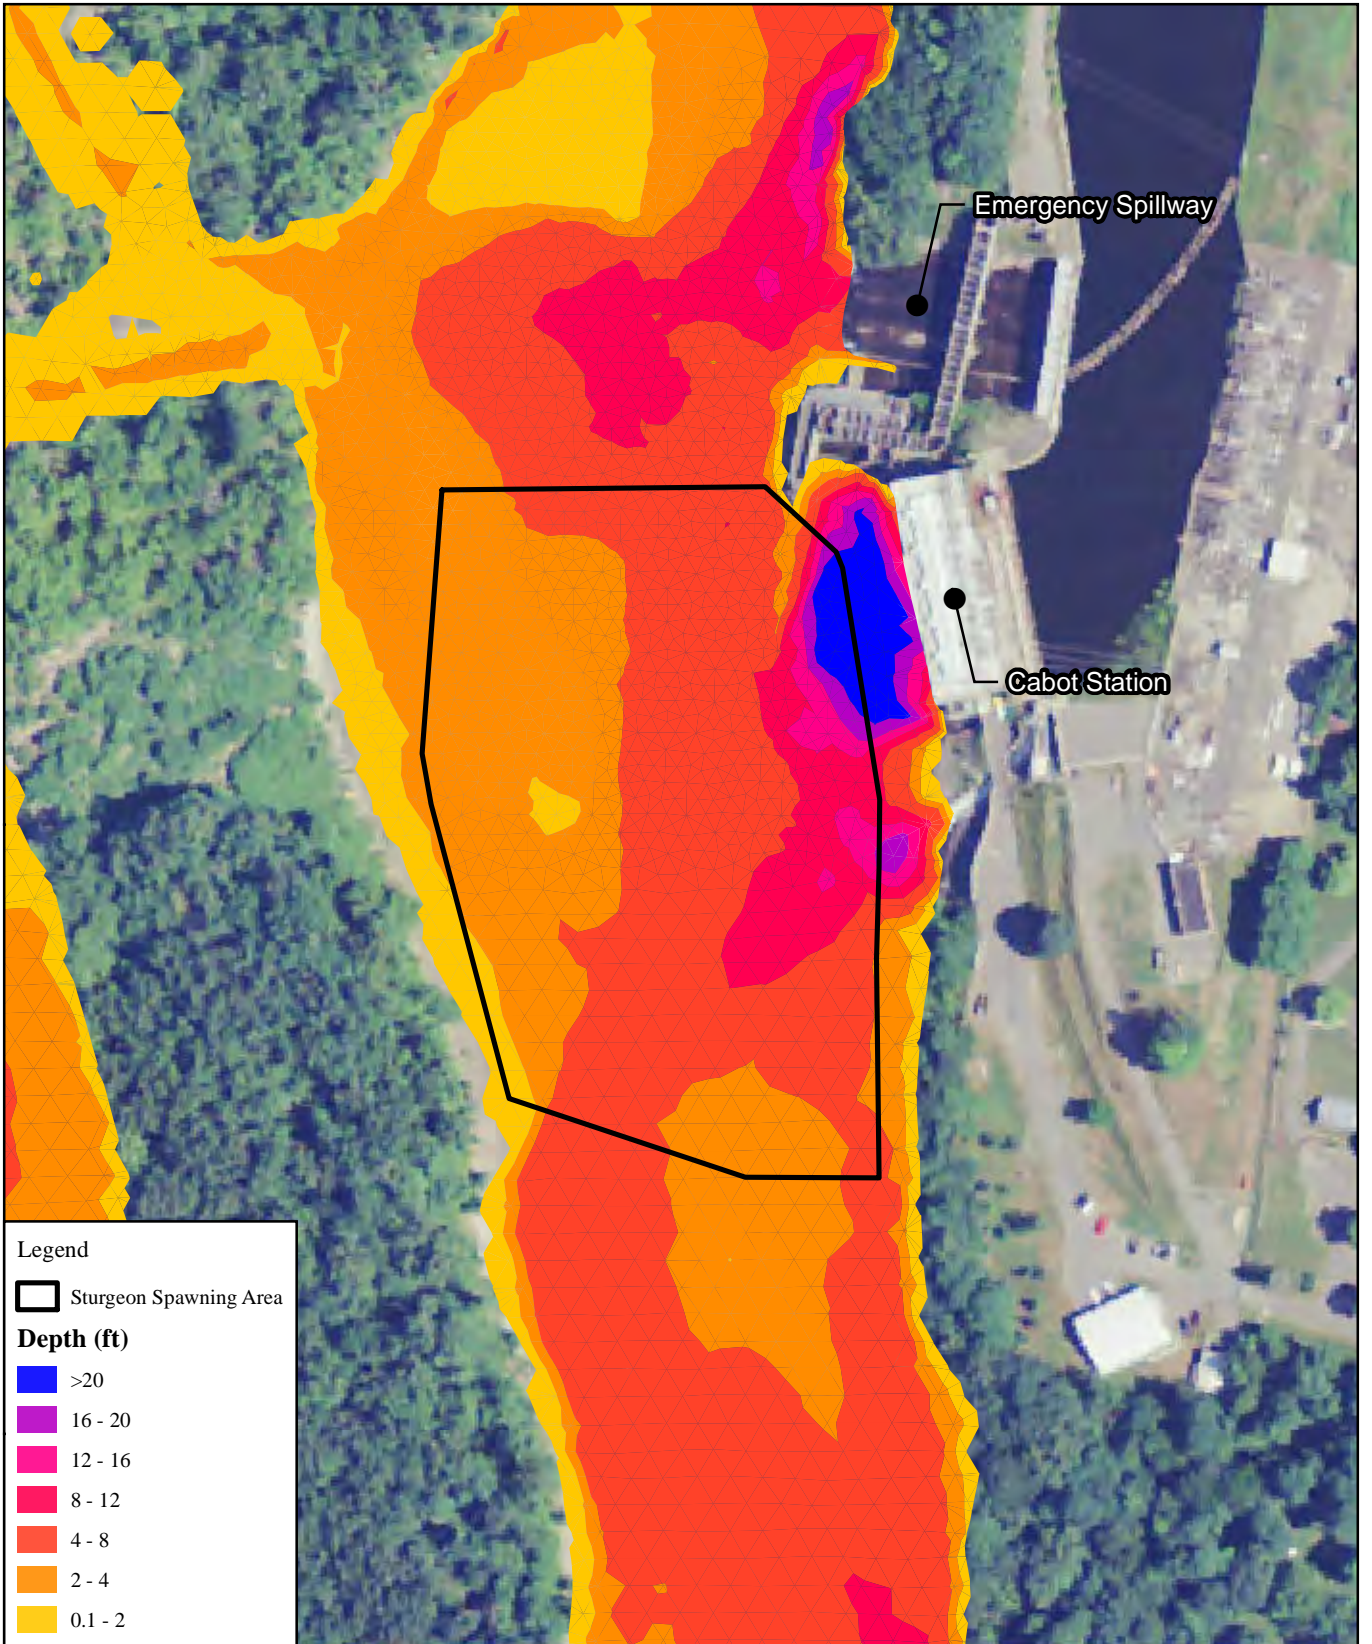 Emergency Spillway
Cabot Station
Legend
Sturgeon Spawning Area
Depth (ft)
>20
16 - 20
12 - 16
8 - 12
4 - 8
2 - 4
0.1 - 2